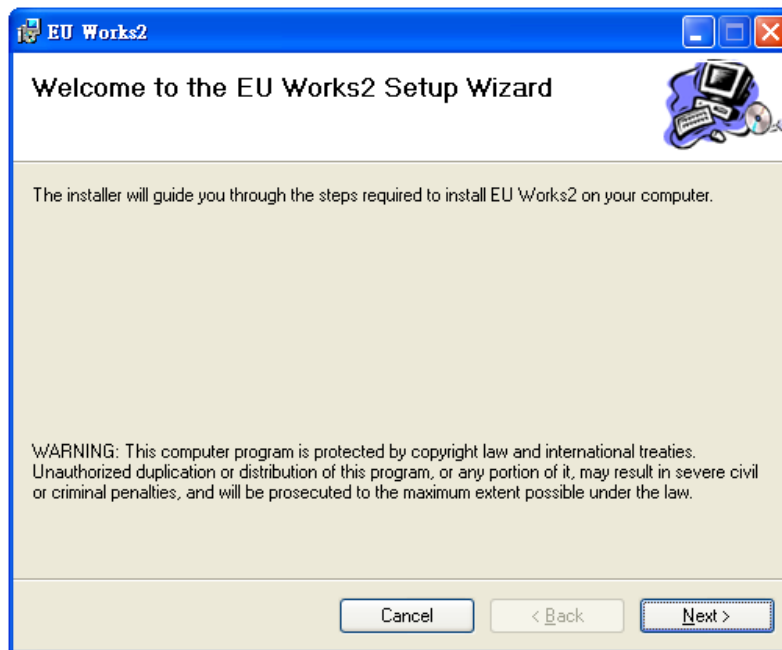 EU Works2
Welcome to the EU Works2 Setup Wizard
The installer will guide you through the steps required to install EU Works2 on your computer.
WARNING: This computer program is protected by copyright law and international treaties.
Unauthorized duplication or distribution of this program, or any portion of it, may result in severe civil
or criminal penalties, and will be prosecuted to the maximum extent possible under the law.
Cancel
< Back
Next >